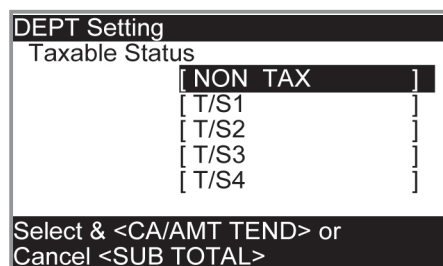 DEPT Setting
Taxable Status
[ NON TAX ]
[ T/S1 ]
[ T/S2 ]
[ T/S3 ]
[ T/S4 ]
Select & <CA/AMT TEND> or
Cancel <SUB TOTAL>